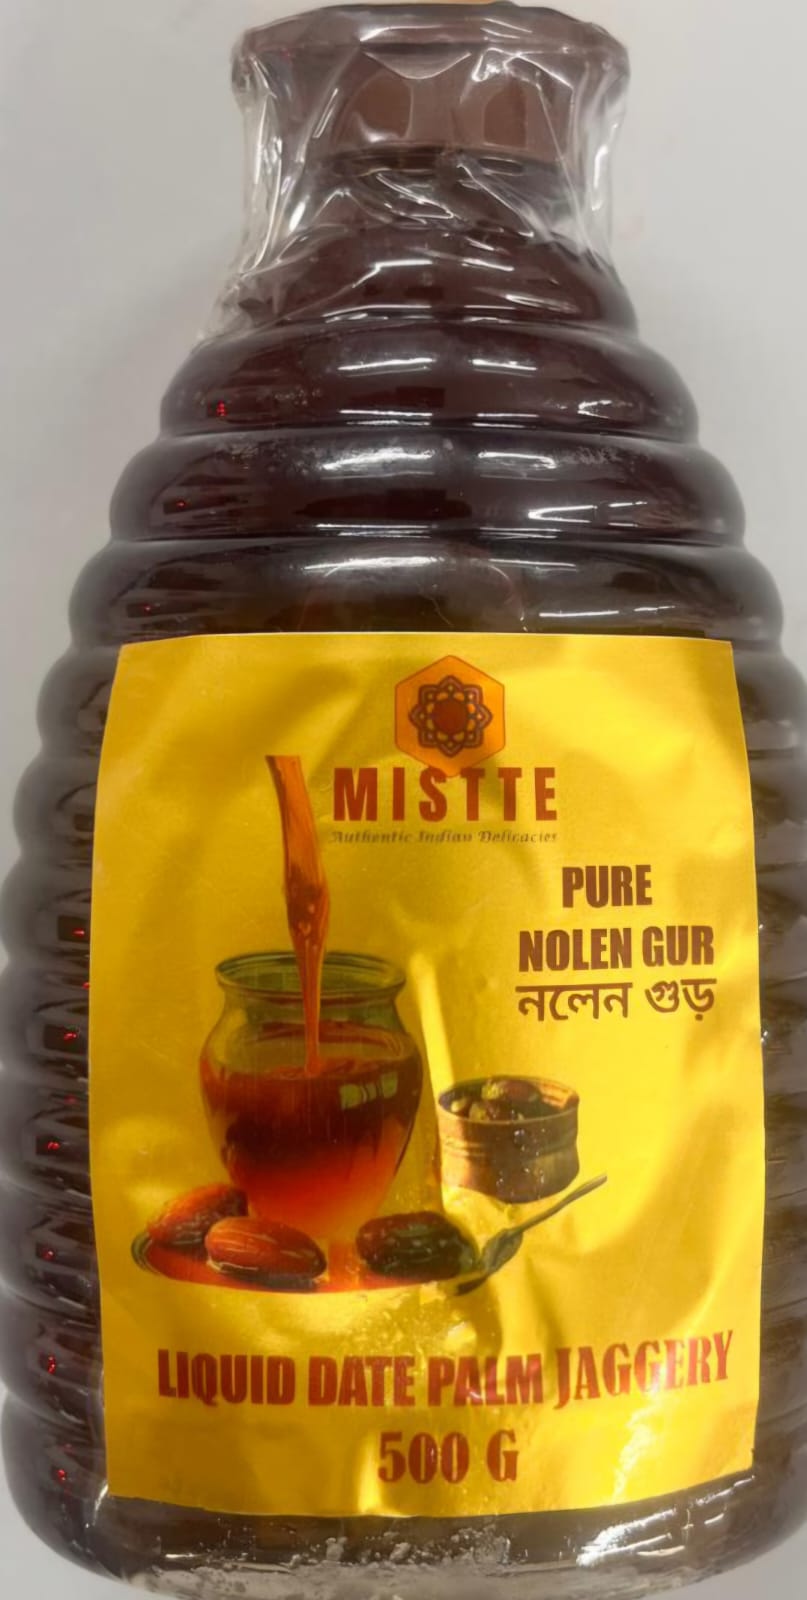 MISTTE
Authentic Indian Delicacies
PURE
NOLEN GUR
নলেন গুড়
LIQUID DATE PALM JAGGERY
500 G